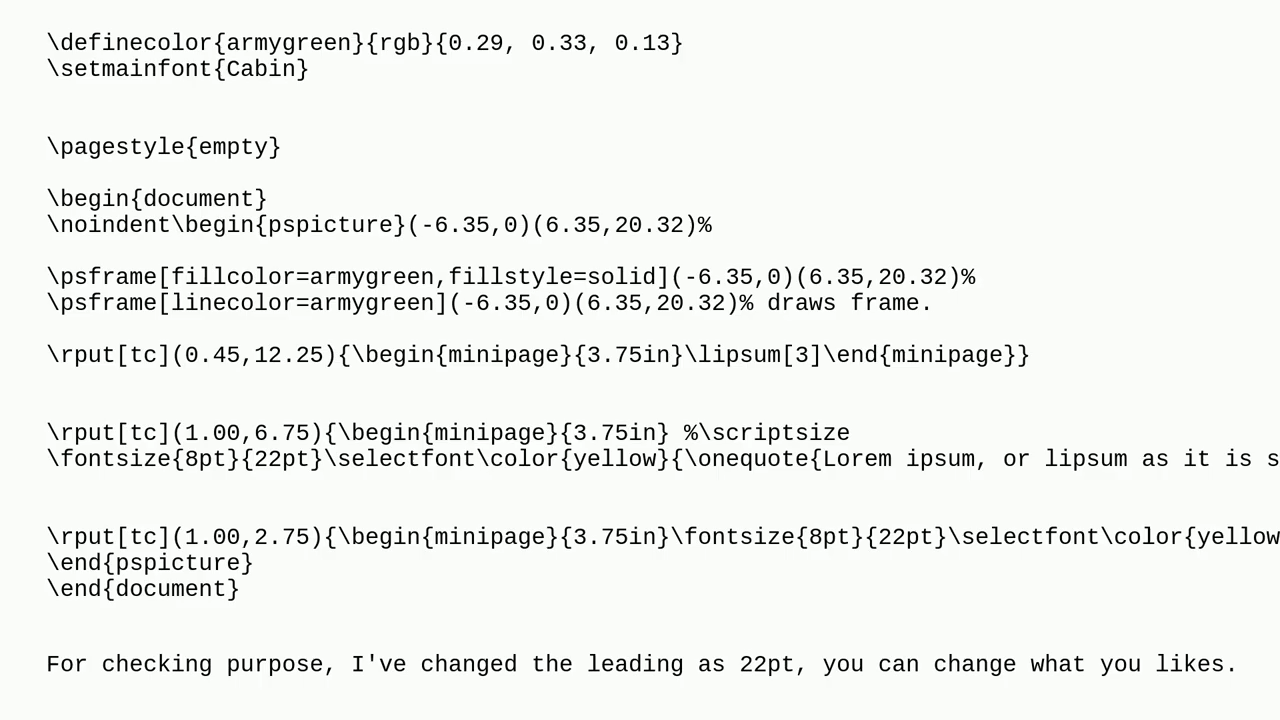 \definecolor{armygreen}{rgb}{0.29, 0.33, 0.13}
\setmainfont{Cabin}
\pagestyle{empty}
\begin{document}
\noindent\begin{pspicture}(-6.35,0)(6.35,20.32)%
\psframe[fillcolor=armygreen,fillstyle=solid](-6.35,0)(6.35,20.32)%
\psframe[linecolor=armygreen](-6.35,0)(6.35,20.32)% draws frame.
\rput[tc](0.45,12.25){\begin{minipage}{3.75in}\lipsum[3]\end{minipage}}
\rput[tc](1.00,6.75){\begin{minipage}{3.75in} %\scriptsize
\fontsize{8pt}{22pt}\selectfont\color{yellow}{\onequote{Lorem ipsum, or lipsum as it is s
\rput[tc](1.00,2.75){\begin{minipage}{3.75in}\fontsize{8pt}{22pt}\selectfont\color{yellow
\end{pspicture}
\end{document}
For checking purpose, I've changed the leading as 22pt, you can change what you likes.